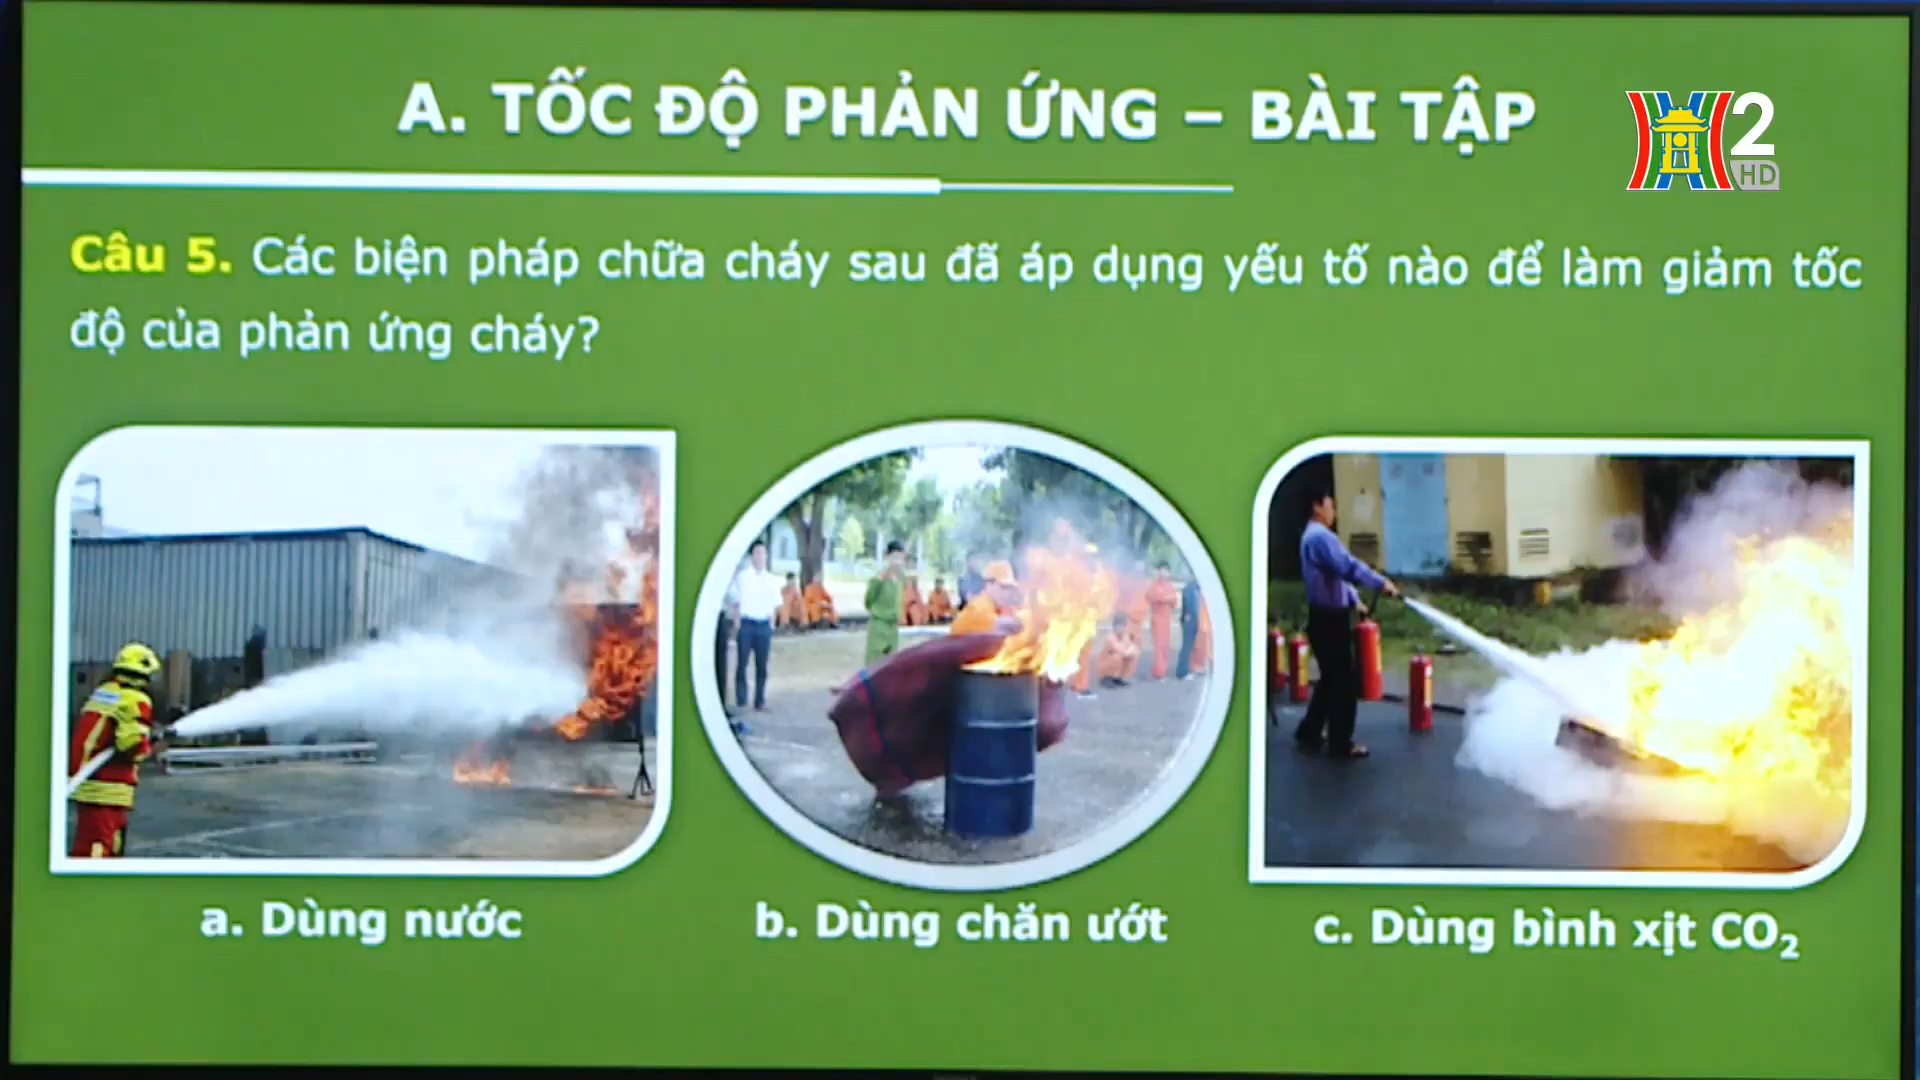 A. TỐC ĐỘ PHẢN ỨNG – BÀI TẬP
2
HD
Câu 5. Các biện pháp chữa cháy sau đã áp dụng yếu tố nào để làm giảm tốc
độ của phản ứng cháy?
a. Dùng nước
b. Dùng chăn ướt
c. Dùng bình xịt CO₂